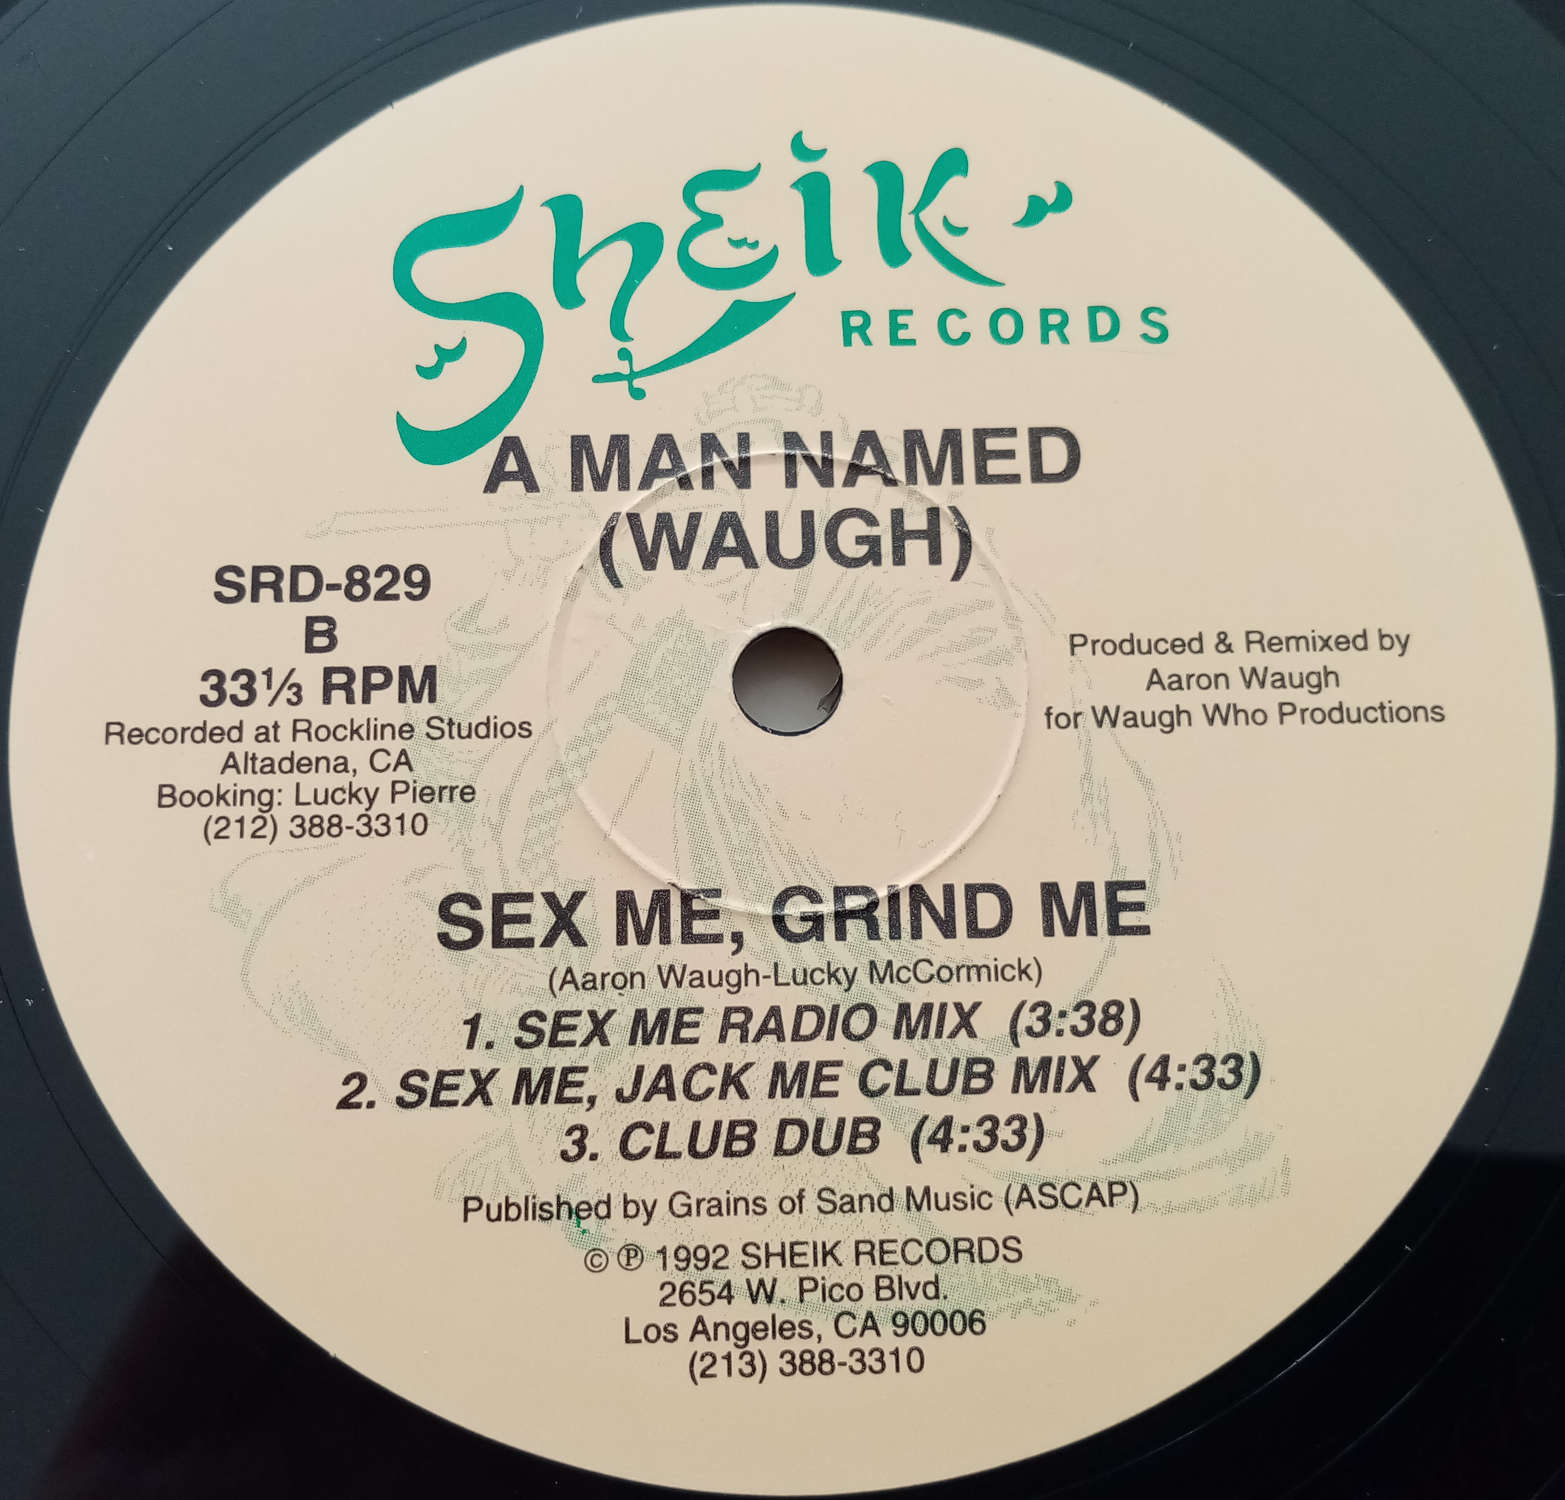 Sheik
RECORDS
A MAN NAMED
(WAUGH)
SRD-829
B
33⅓ RPM
Recorded at Rockline Studios
Altadena, CA
Booking: Lucky Pierre
(212) 388-3310
Produced & Remixed by
Aaron Waugh
for Waugh Who Productions
SEX ME, GRIND ME
(Aaron Waugh-Lucky McCormick)
1. SEX ME RADIO MIX (3:38)
2. SEX ME, JACK ME CLUB MIX (4:33)
3. CLUB DUB (4:33)
Published by Grains of Sand Music (ASCAP)
© ℗ 1992 SHEIK RECORDS
2654 W. Pico Blvd.
Los Angeles, CA 90006
(213) 388-3310